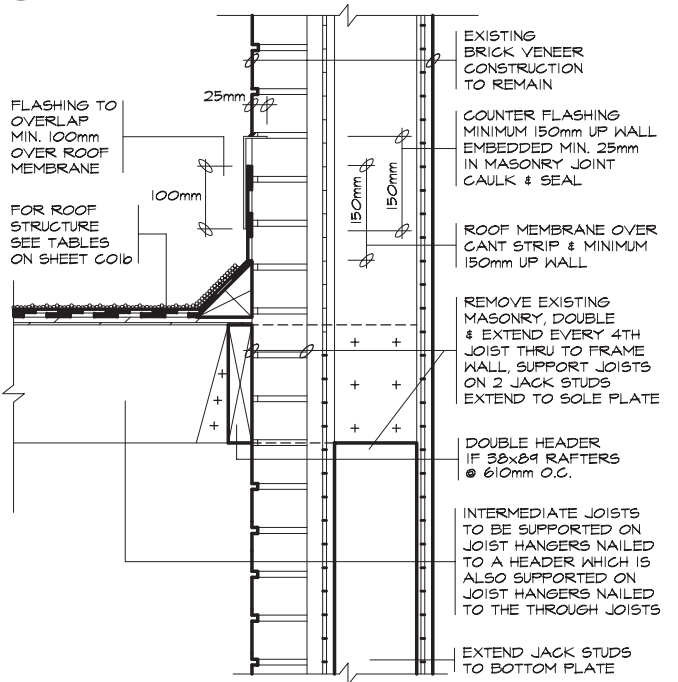 EXISTING
BRICK VENEER
CONSTRUCTION
TO REMAIN
25mm
FLASHING TO
OVERLAP
MIN. 100mm
OVER ROOF
MEMBRANE
COUNTER FLASHING
MINIMUM 150mm UP WALL
EMBEDDED MIN. 25mm
IN MASONRY JOINT
CAULK & SEAL
100mm
150mm
150mm
FOR ROOF
STRUCTURE
SEE TABLES
ON SHEET C016
ROOF MEMBRANE OVER
CANT STRIP & MINIMUM
150mm UP WALL
REMOVE EXISTING
MASONRY, DOUBLE
& EXTEND EVERY 4TH
JOIST THRU TO FRAME
WALL, SUPPORT JOISTS
ON 2 JACK STUDS
EXTEND TO SOLE PLATE
DOUBLE HEADER
IF 38x89 RAFTERS
@ 610mm O.C.
INTERMEDIATE JOISTS
TO BE SUPPORTED ON
JOIST HANGERS NAILED
TO A HEADER WHICH IS
ALSO SUPPORTED ON
JOIST HANGERS NAILED
TO THE THROUGH JOISTS
EXTEND JACK STUDS
TO BOTTOM PLATE